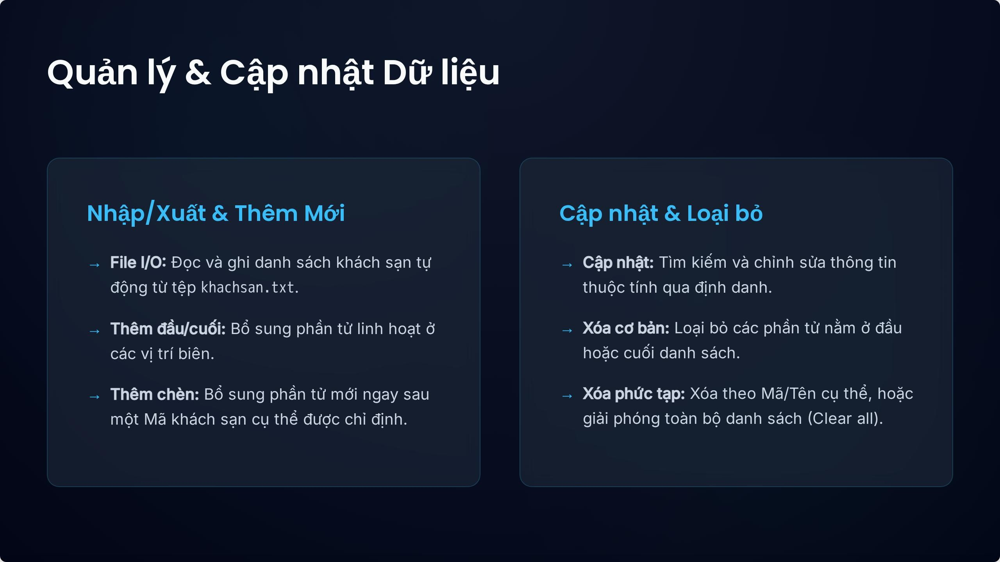 Quản lý & Cập nhật Dữ liệu
Nhập/Xuất & Thêm Mới
→ File I/O: Đọc và ghi danh sách khách sạn tự
động từ tệp khachsan.txt.
→ Thêm đầu/cuối: Bổ sung phần tử linh hoạt ở
các vị trí biên.
→ Thêm chèn: Bổ sung phần tử mới ngay sau
một Mã khách sạn cụ thể được chỉ định.
Cập nhật & Loại bỏ
→ Cập nhật: Tìm kiếm và chỉnh sửa thông tin
thuộc tính qua định danh.
→ Xóa cơ bản: Loại bỏ các phần tử nằm ở đầu
hoặc cuối danh sách.
→ Xóa phức tạp: Xóa theo Mã/Tên cụ thể, hoặc
giải phóng toàn bộ danh sách (Clear all).